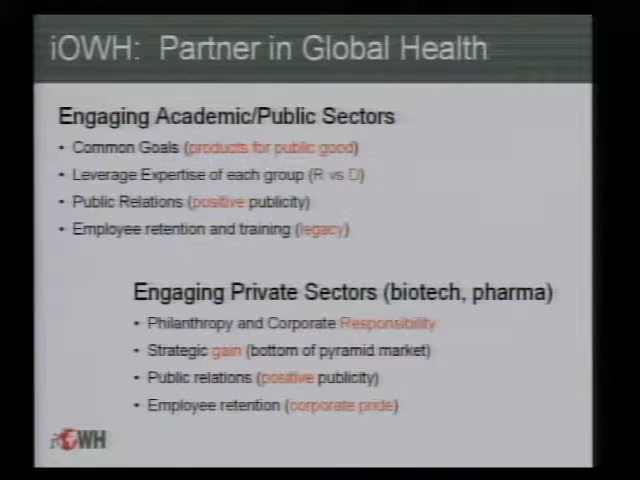 iOWH: Partner in Global Health
Engaging Academic/Public Sectors
• Common Goals (products for public good)
• Leverage Expertise of each group (R vs D)
• Public Relations (positive publicity)
• Employee retention and training (legacy)
Engaging Private Sectors (biotech, pharma)
• Philanthropy and Corporate Responsibility
• Strategic gain (bottom of pyramid market)
• Public relations (positive publicity)
• Employee retention (corporate pride)
iOWH